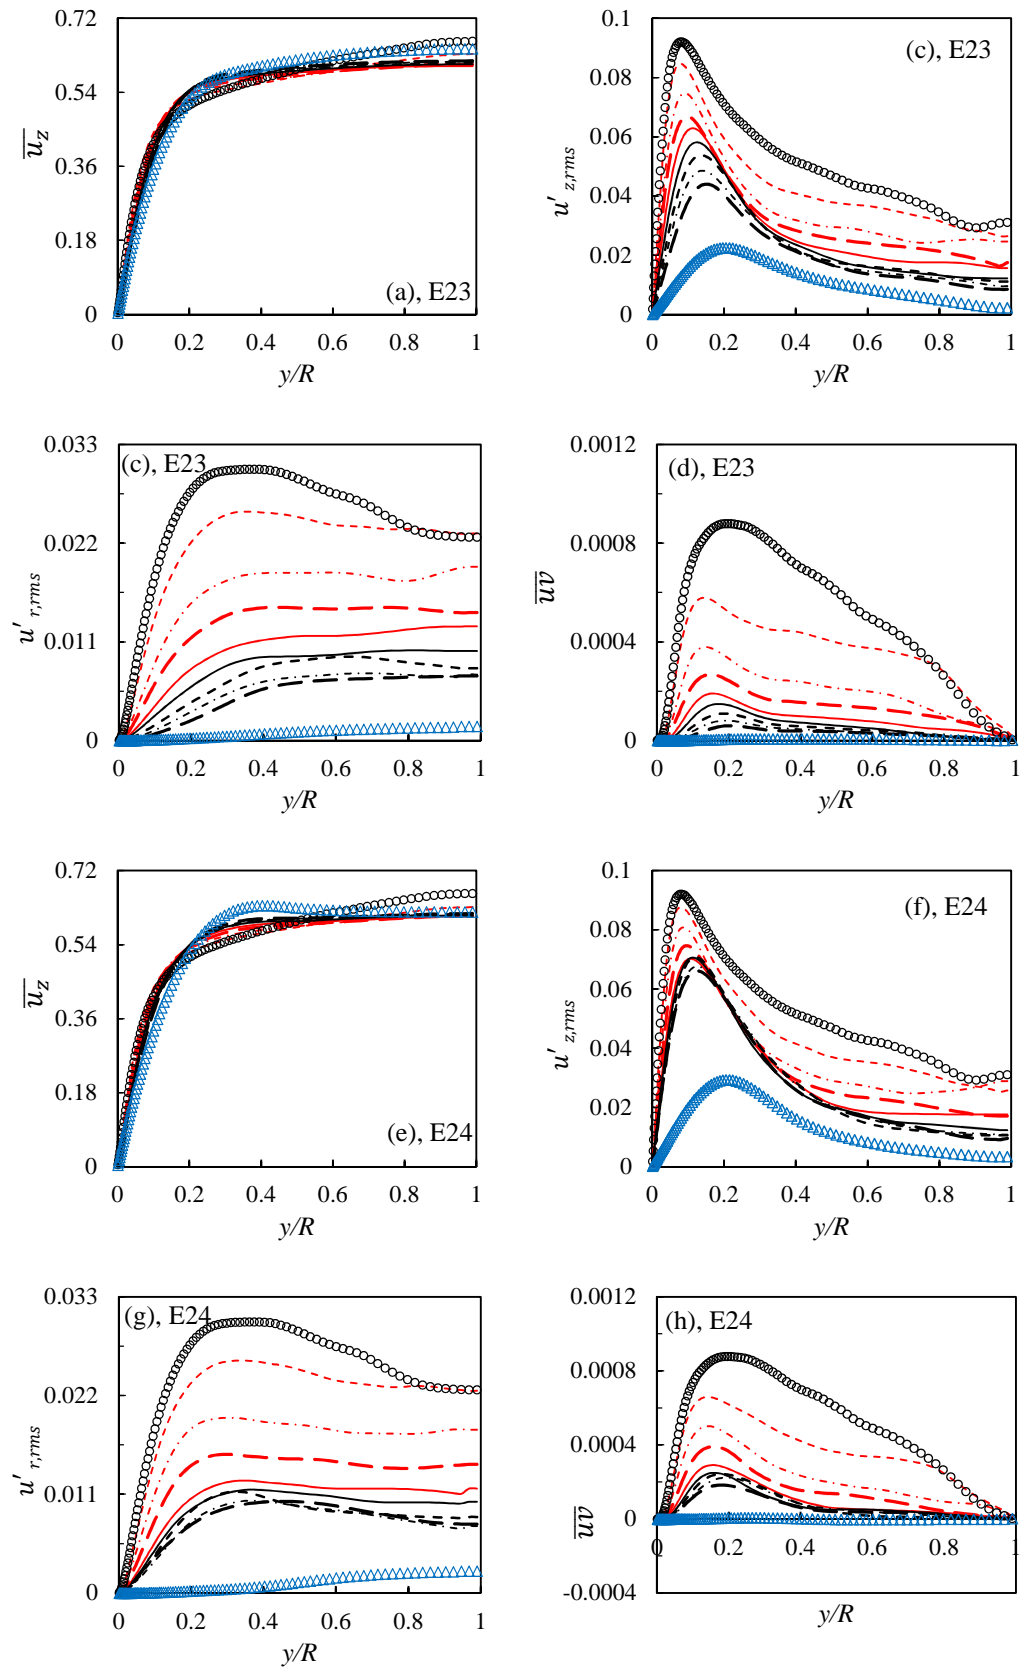 0.72
0.54
0.36
0.18
0
u̅z̅
(a), E23
0 0.2 0.4 0.6 0.8 1
y/R
0.1
0.08
0.06
0.04
0.02
0
u'z,rms
(c), E23
0 0.2 0.4 0.6 0.8 1
y/R
0.033
0.022
0.011
0
u'r,rms
(c), E23
0 0.2 0.4 0.6 0.8 1
y/R
0.0012
0.0008
0.0004
0
u̅v̅
(d), E23
0 0.2 0.4 0.6 0.8 1
y/R
0.72
0.54
0.36
0.18
0
u̅z̅
(e), E24
0 0.2 0.4 0.6 0.8 1
y/R
0.1
0.08
0.06
0.04
0.02
0
u'z,rms
(f), E24
0 0.2 0.4 0.6 0.8 1
y/R
0.033
0.022
0.011
0
u'r,rms
(g), E24
0 0.2 0.4 0.6 0.8 1
y/R
0.0012
0.0008
0.0004
0
-0.0004
u̅v̅
(h), E24
0 0.2 0.4 0.6 0.8 1
y/R